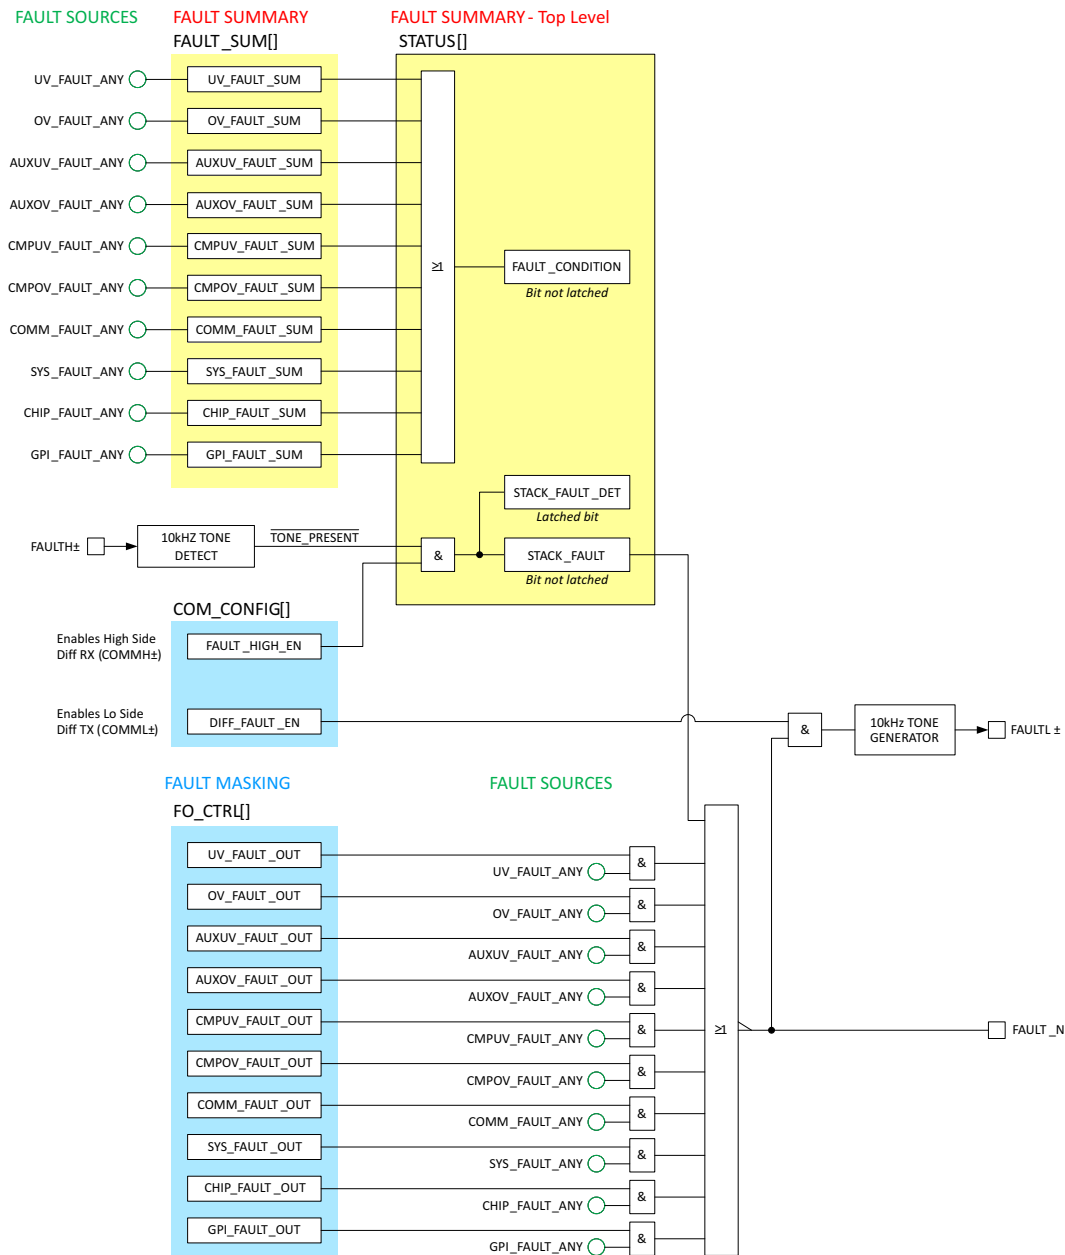 FAULT SOURCES
FAULT SUMMARY
FAULT SUMMARY - Top Level
FAULT_SUM[]
STATUS[]
UV_FAULT_ANY
UV_FAULT_SUM
OV_FAULT_ANY
OV_FAULT_SUM
AUXUV_FAULT_ANY
AUXUV_FAULT_SUM
AUXOV_FAULT_ANY
AUXOV_FAULT_SUM
CMPUV_FAULT_ANY
CMPUV_FAULT_SUM
CMPOV_FAULT_ANY
CMPOV_FAULT_SUM
COMM_FAULT_ANY
COMM_FAULT_SUM
SYS_FAULT_ANY
SYS_FAULT_SUM
CHIP_FAULT_ANY
CHIP_FAULT_SUM
GPI_FAULT_ANY
GPI_FAULT_SUM
≥1
FAULT_CONDITION
Bit not latched
STACK_FAULT_DET
Latched bit
FAULTH±
10kHZ TONE
DETECT
TONE_PRESENT
&
STACK_FAULT
Bit not latched
COM_CONFIG[]
Enables High Side
Diff RX (COMMH±)
FAULT_HIGH_EN
Enables Lo Side
Diff TX (COMML±)
DIFF_FAULT_EN
&
10kHz TONE
GENERATOR
FAULTL ±
FAULT MASKING
FAULT SOURCES
FO_CTRL[]
UV_FAULT_OUT
&
UV_FAULT_ANY
OV_FAULT_OUT
&
OV_FAULT_ANY
AUXUV_FAULT_OUT
&
AUXUV_FAULT_ANY
AUXOV_FAULT_OUT
&
AUXOV_FAULT_ANY
CMPUV_FAULT_OUT
&
≥1
FAULT_N
CMPUV_FAULT_ANY
CMPOV_FAULT_OUT
&
CMPOV_FAULT_ANY
COMM_FAULT_OUT
&
COMM_FAULT_ANY
SYS_FAULT_OUT
&
SYS_FAULT_ANY
CHIP_FAULT_OUT
&
CHIP_FAULT_ANY
GPI_FAULT_OUT
&
GPI_FAULT_ANY